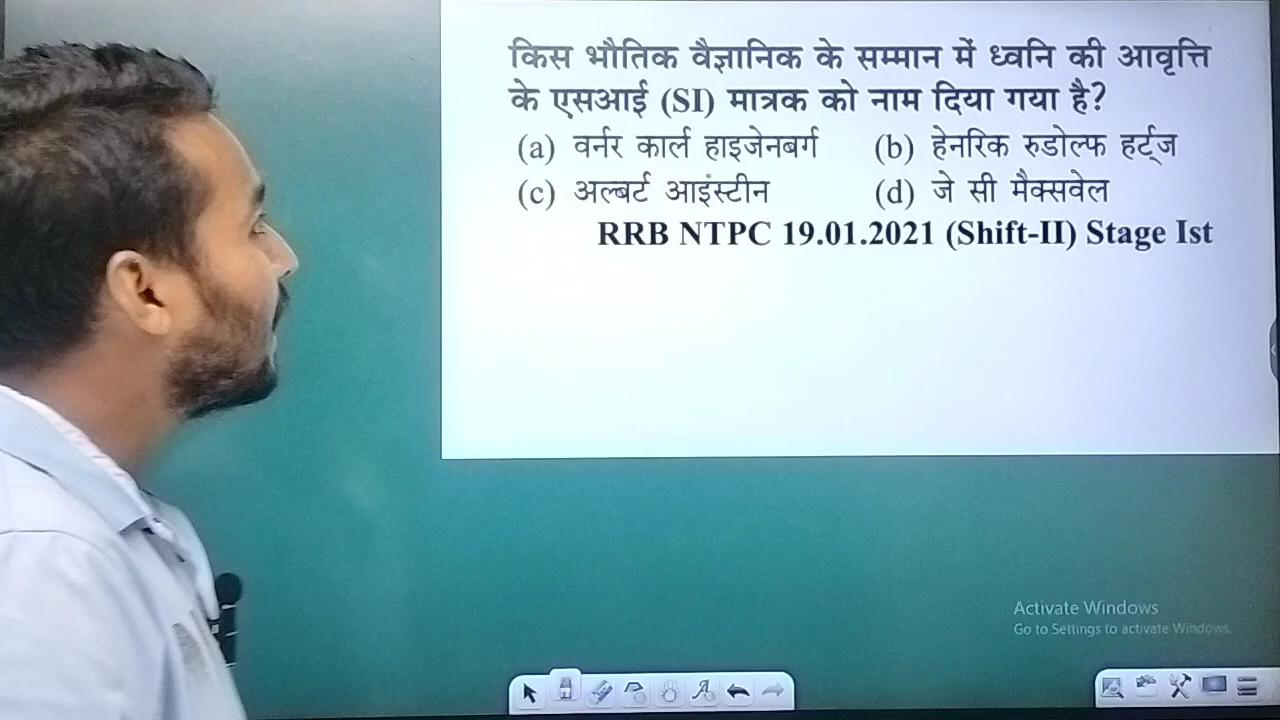 किस भौतिक वैज्ञानिक के सम्मान में ध्वनि की आवृत्ति
के एसआई (SI) मात्रक को नाम दिया गया है?
(a) वर्नर कार्ल हाइजेनबर्ग (b) हेनरिक रुडोल्फ हर्ट्ज
(c) अल्बर्ट आइंस्टीन (d) जे सी मैक्सवेल
RRB NTPC 19.01.2021 (Shift-II) Stage Ist
Activate Windows
Go to Settings to activate Windows.